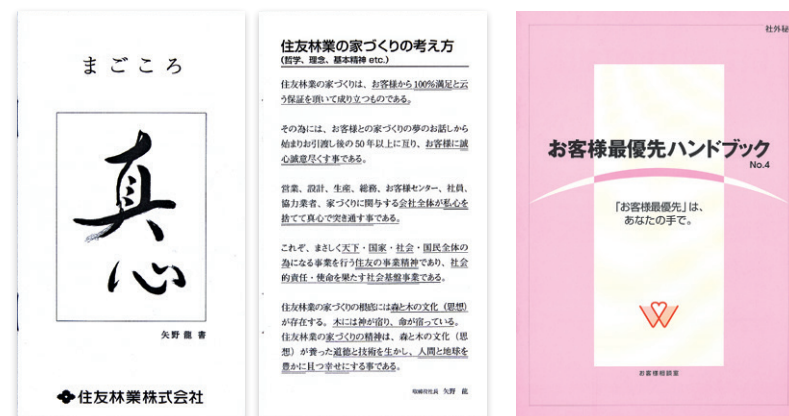 まごころ
真心
矢野 龍 書
住友林業株式会社
住友林業の家づくりの考え方
(哲学、理念、基本精神 etc.)
住友林業の家づくりは、お客様から100%満足と云
う保証を頂いて成り立つものである。
その為には、お客様との家づくりの夢のお話しから
始まりお引渡し後の50年以上に亙り、お客様に誠
心誠意尽くす事である。
営業、設計、生産、総務、お客様センター、社員、
協力業者、家づくりに関与する会社全体が私心を
捨てて真心で突き通す事である。
これぞ、まさしく天下・国家・社会・国民全体の
為になる事業を行う住友の事業精神であり、社会
的責任・使命を果たす社会基盤事業である。
住友林業の家づくりの根底には森と木の文化（思想）
が存在する。木には神が宿り、命が宿っている。
住友林業の家づくりの精神は、森と木の文化（思
想）が養った道徳と技術を生かし、人間と地球を
豊かに且つ幸せにする事である。
矢野 龍
社外秘
お客様最優先ハンドブック
No.4
「お客様最優先」は、
あなたの手で。
お客様相談室